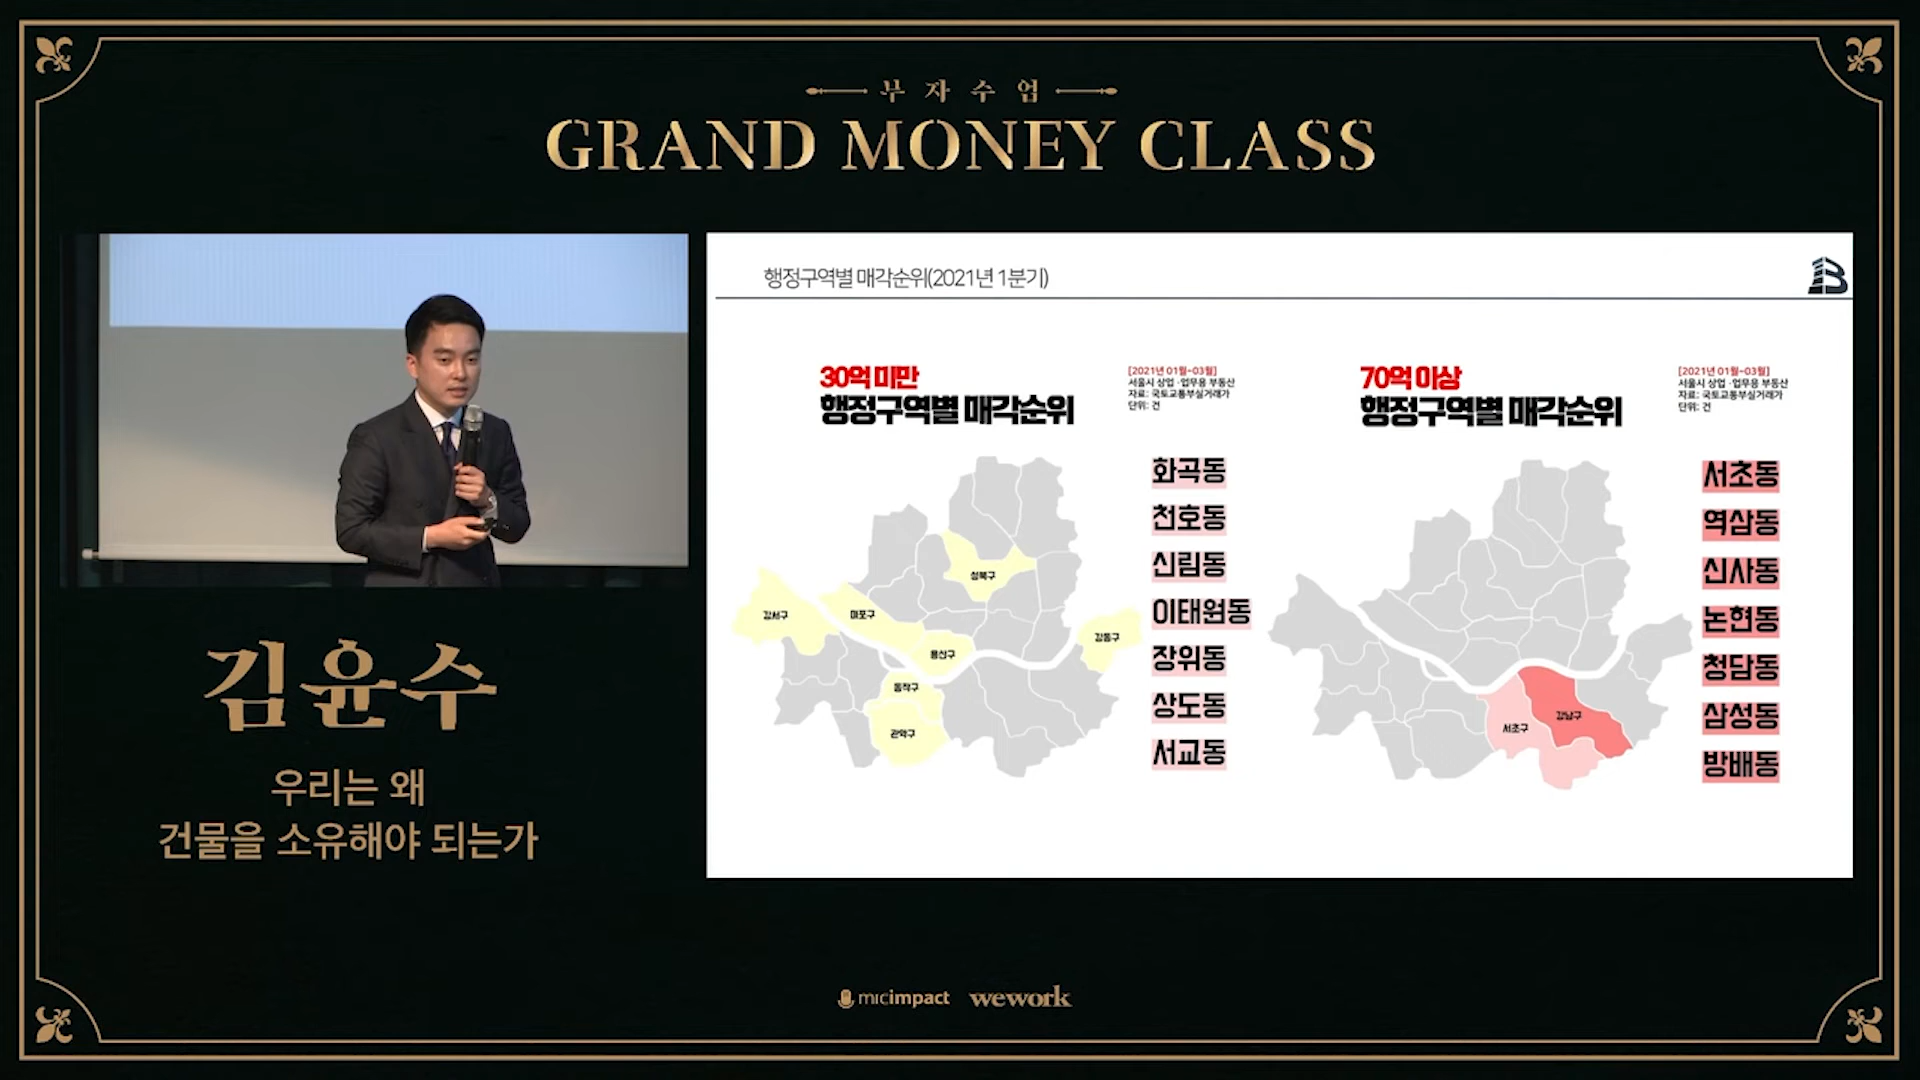 부자수업
GRAND MONEY CLASS
김윤수
우리는 왜
건물을 소유해야 되는가
행정구역별 매각순위(2021년 1분기)
30억 미만
행정구역별 매각순위
[2021년 01월~03월]
서울시 상업·업무용 부동산
자료: 국토교통부실거래가
단위: 건
성북구
강서구
마포구
용산구
강동구
동작구
관악구
화곡동
천호동
신림동
이태원동
장위동
상도동
서교동
70억 이상
행정구역별 매각순위
[2021년 01월~03월]
서울시 상업·업무용 부동산
자료: 국토교통부실거래가
단위: 건
강남구
서초구
서초동
역삼동
신사동
논현동
청담동
삼성동
방배동
micimpact
wework